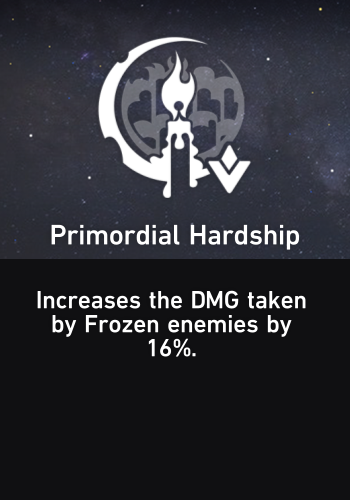 Primordial Hardship
Increases the DMG taken
by Frozen enemies by
16%.